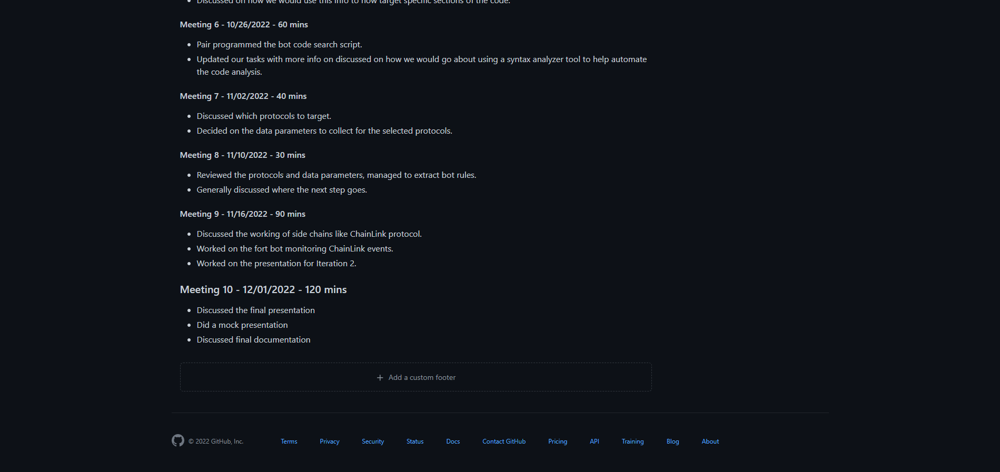 Discussed on how we would use this info to now target specific sections of the code.
Meeting 6 - 10/26/2022 - 60 mins
Pair programmed the bot code search script.
Updated our tasks with more info on discussed on how we would go about using a syntax analyzer tool to help automate
the code analysis.
Meeting 7 - 11/02/2022 - 40 mins
Discussed which protocols to target.
Decided on the data parameters to collect for the selected protocols.
Meeting 8 - 11/10/2022 - 30 mins
Reviewed the protocols and data parameters, managed to extract bot rules.
Generally discussed where the next step goes.
Meeting 9 - 11/16/2022 - 90 mins
Discussed the working of side chains like ChainLink protocol.
Worked on the fort bot monitoring ChainLink events.
Worked on the presentation for Iteration 2.
Meeting 10 - 12/01/2022 - 120 mins
Discussed the final presentation
Did a mock presentation
Discussed final documentation
Add a custom footer
© 2022 GitHub, Inc. Terms Privacy Security Status Docs Contact GitHub Pricing API Training Blog About